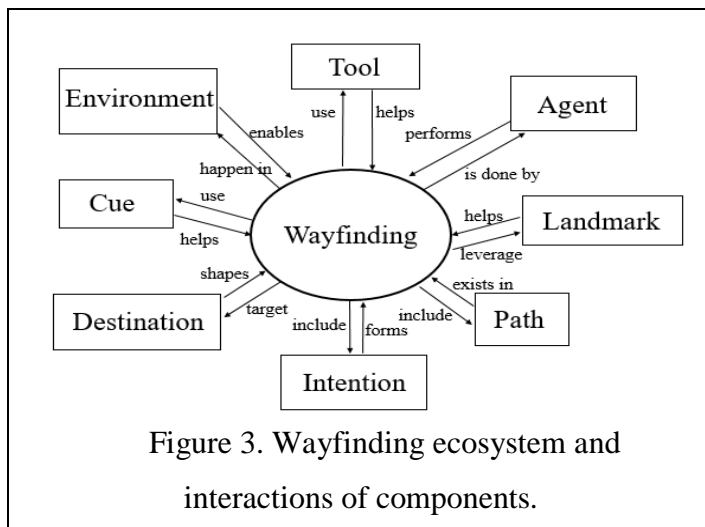 Tool
Environment
Agent
use
helps
enables
performs
happen in
is done by
Cue
use
helps
Wayfinding
helps
Landmark
leverage
shapes
exists in
Destination
target
include
forms
include
Path
Intention
Figure 3. Wayfinding ecosystem and
interactions of components.